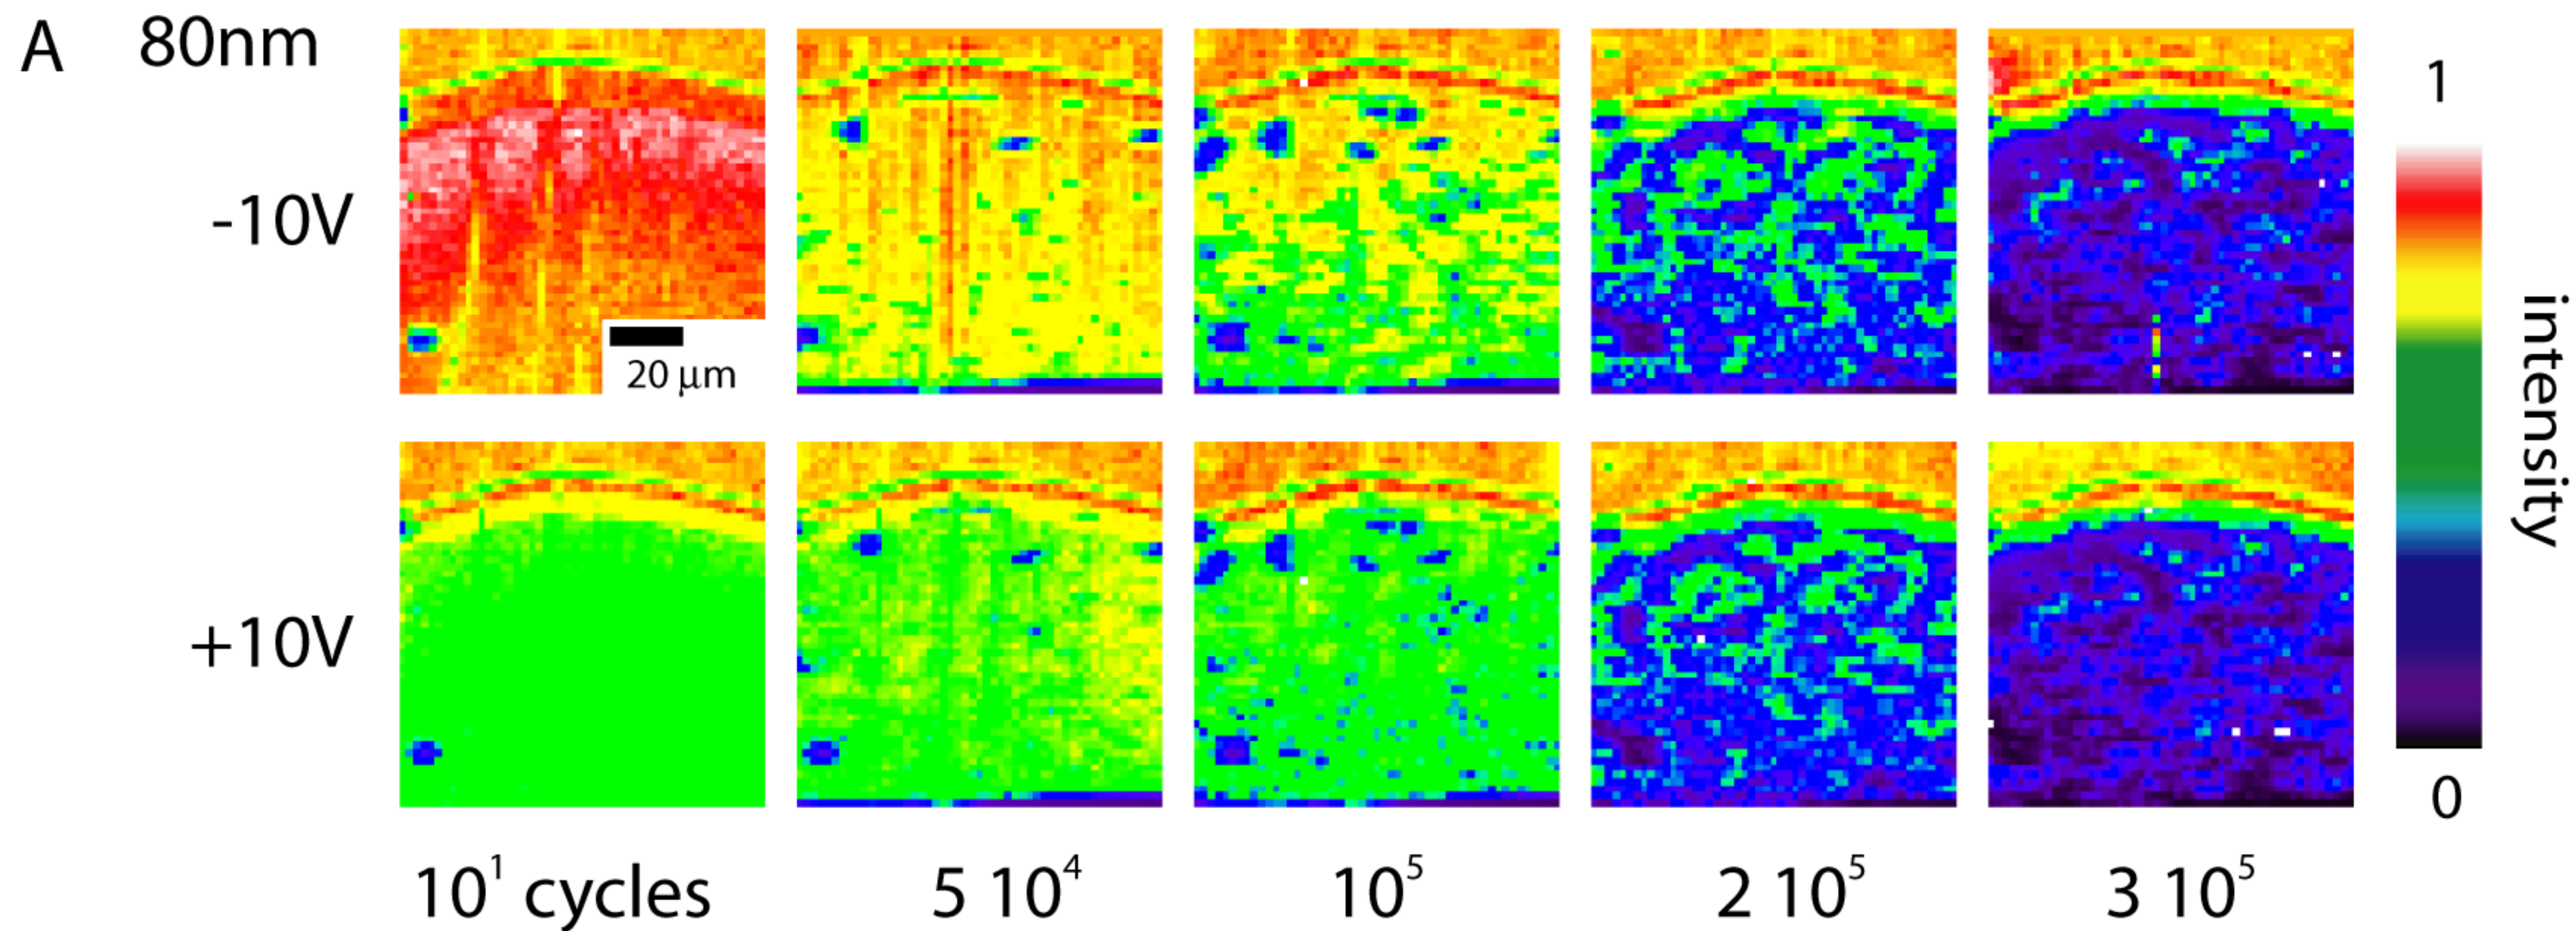 A 80nm
-10V
20 μm
+10V
10¹ cycles 5 10⁴ 10⁵ 2 10⁵ 3 10⁵
1
intensity
0